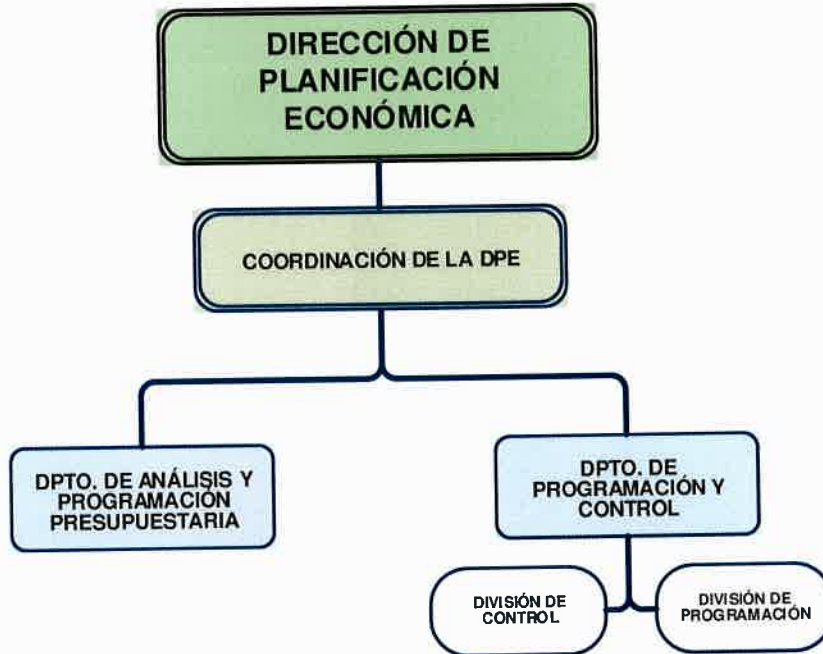 DIRECCIÓN DE
PLANIFICACIÓN
ECONÓMICA
COORDINACIÓN DE LA DPE
DPTO. DE ANÁLISIS Y
PROGRAMACIÓN
PRESUPUESTARIA
DPTO. DE
PROGRAMACIÓN Y
CONTROL
DIVISIÓN DE
CONTROL
DIVISIÓN DE
PROGRAMACIÓN